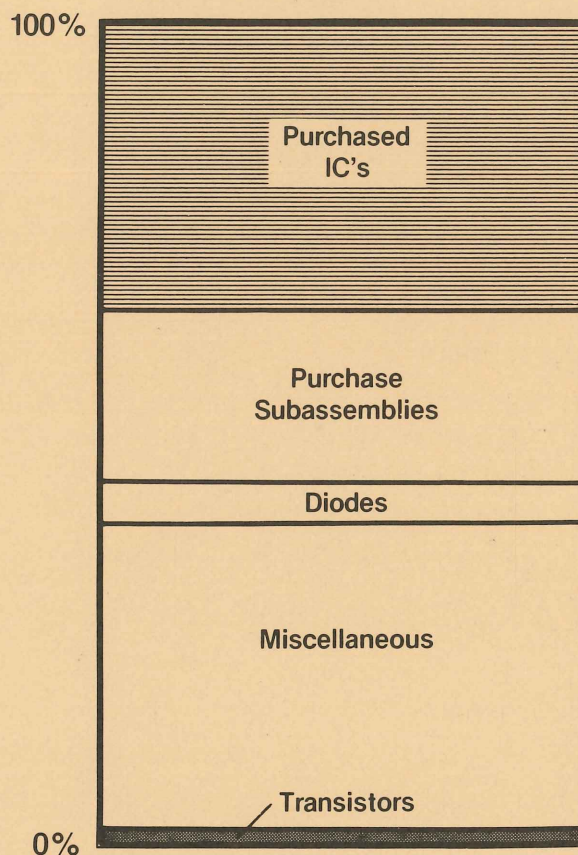 100%
Purchased
IC's
Purchase
Subassemblies
Diodes
Miscellaneous
Transistors
0%